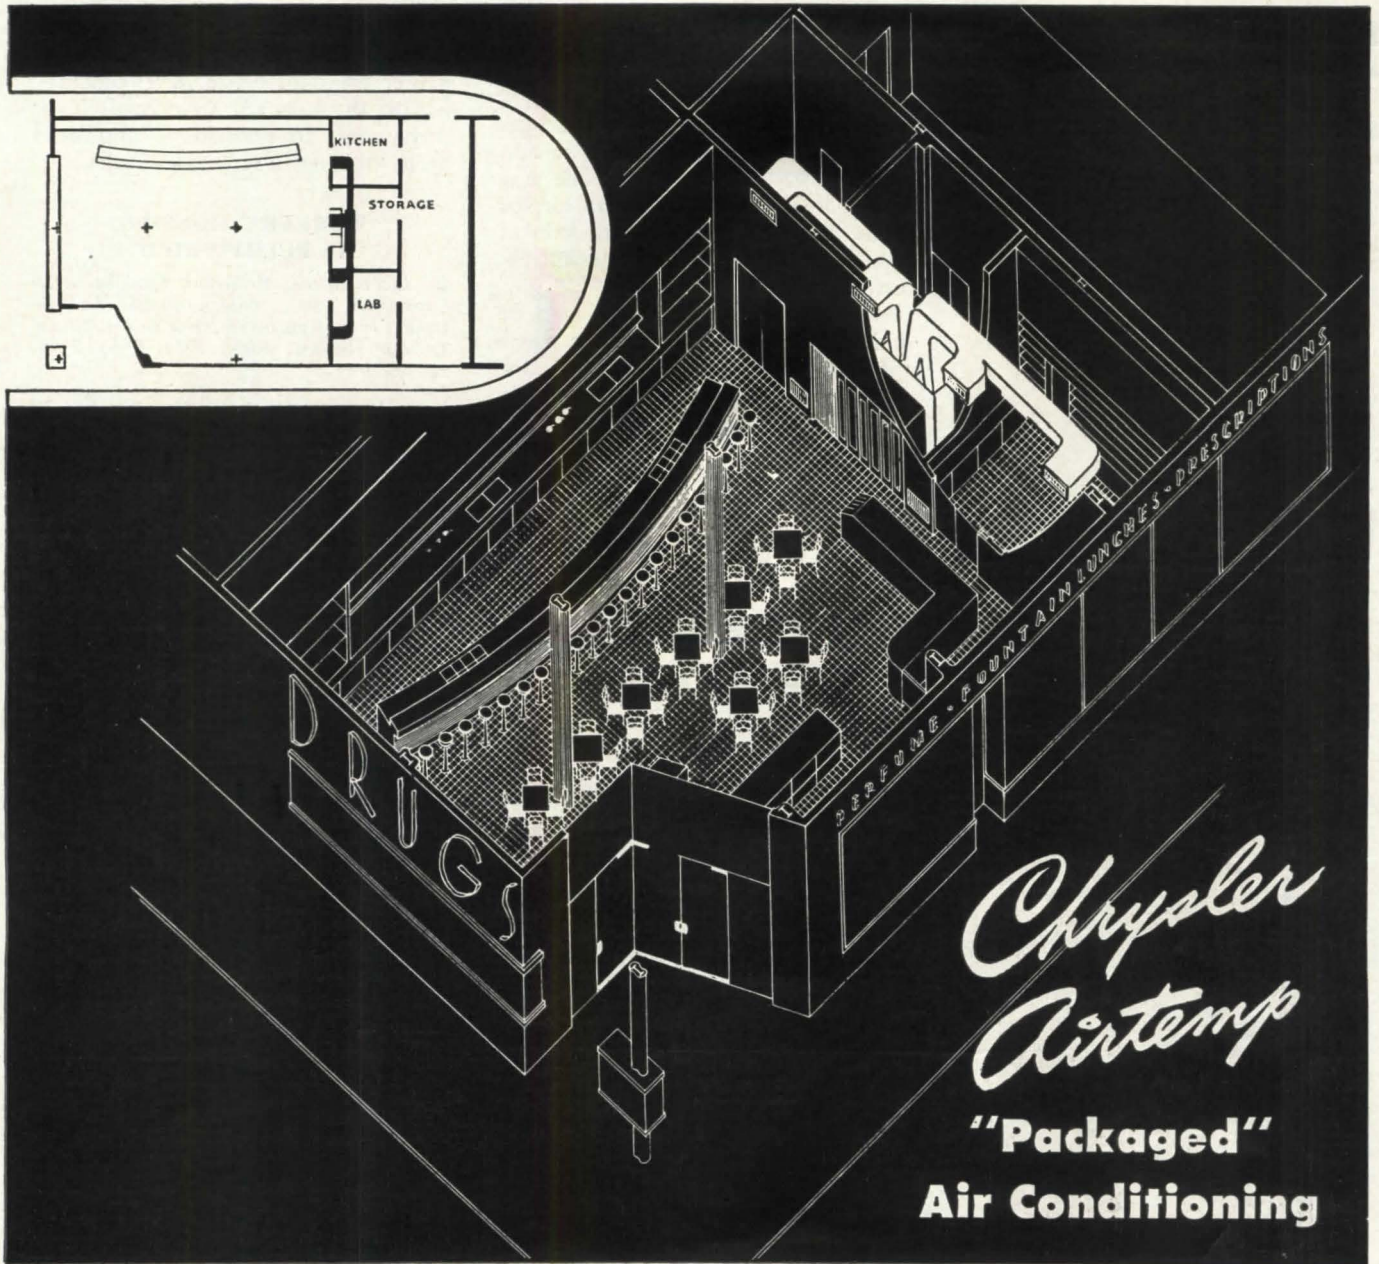 KITCHEN
STORAGE
LAB
DRUGS
PERFUME - FOUNTAIN LUNCHES - PRESCRIPTIONS
Chrysler
Airtemp
"Packaged"
Air Conditioning